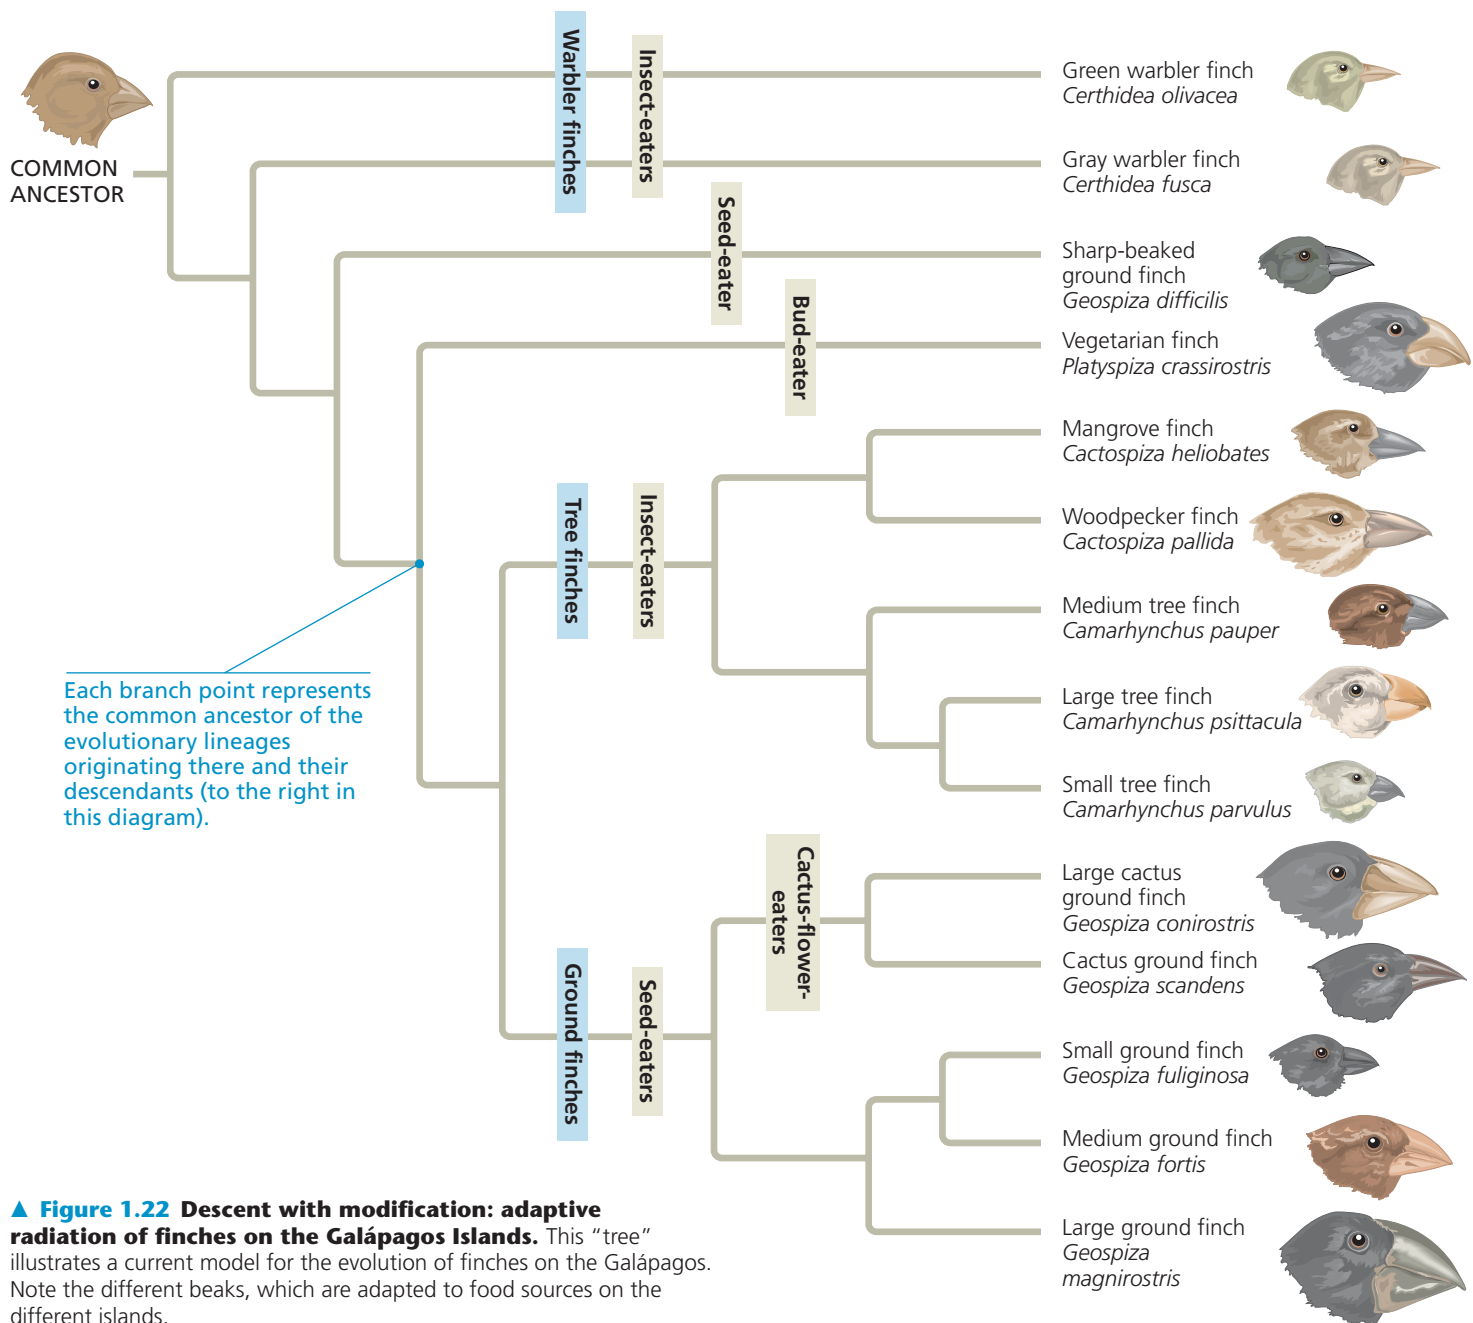 COMMON
ANCESTOR
Warbler finches
Insect-eaters
Seed-eater
Bud-eater
Tree finches
Insect-eaters
Ground finches
Seed-eaters
Cactus-flower-
eaters
Green warbler finch
Certhidea olivacea
Gray warbler finch
Certhidea fusca
Sharp-beaked
ground finch
Geospiza difficilis
Vegetarian finch
Platyspiza crassirostris
Mangrove finch
Cactospiza heliobates
Woodpecker finch
Cactospiza pallida
Medium tree finch
Camarhynchus pauper
Large tree finch
Camarhynchus psittacula
Small tree finch
Camarhynchus parvulus
Large cactus
ground finch
Geospiza conirostris
Cactus ground finch
Geospiza scandens
Small ground finch
Geospiza fuliginosa
Medium ground finch
Geospiza fortis
Large ground finch
Geospiza
magnirostris
Each branch point represents
the common ancestor of the
evolutionary lineages
originating there and their
descendants (to the right in
this diagram).
▲ Figure 1.22 Descent with modification: adaptive
radiation of finches on the Galápagos Islands. This “tree”
illustrates a current model for the evolution of finches on the Galápagos.
Note the different beaks, which are adapted to food sources on the
different islands.